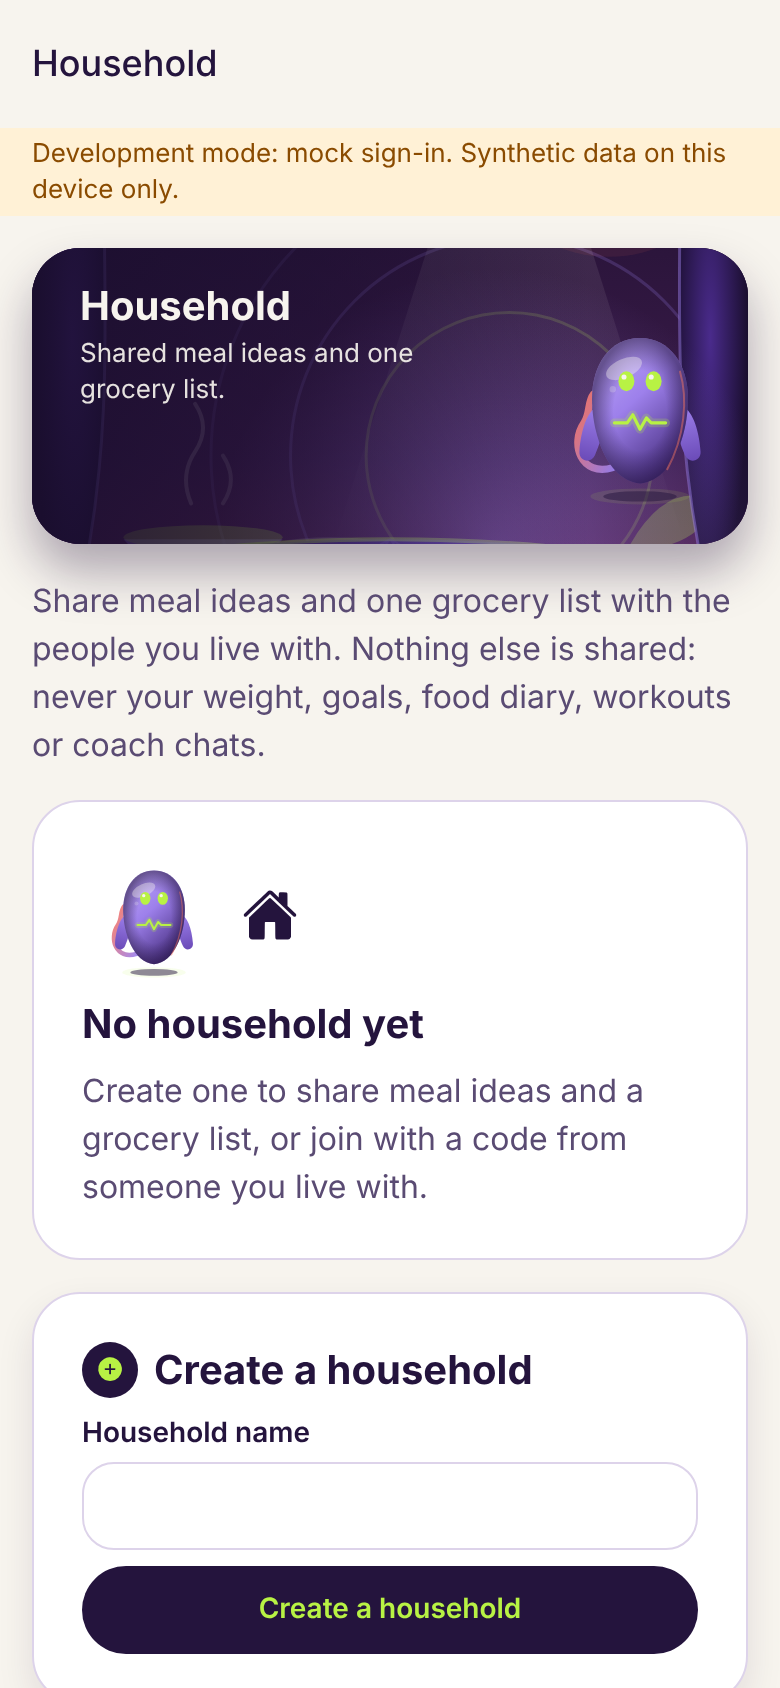 Household
Development mode: mock sign-in. Synthetic data on this
device only.
Household
Shared meal ideas and one
grocery list.
Share meal ideas and one grocery list with the
people you live with. Nothing else is shared:
never your weight, goals, food diary, workouts
or coach chats.
No household yet
Create one to share meal ideas and a
grocery list, or join with a code from
someone you live with.
Create a household
Household name
Create a household